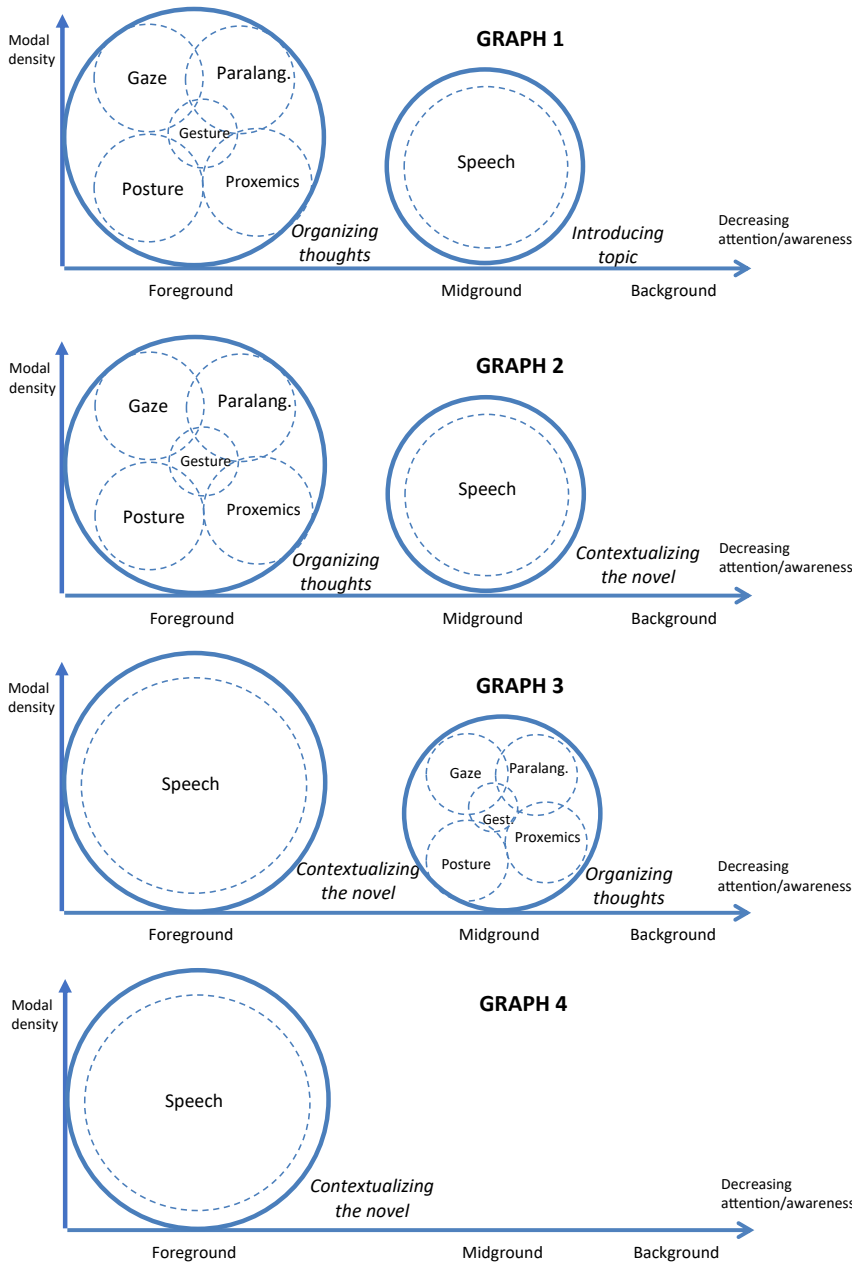 Modal
density
GRAPH 1
Gaze
Paralang.
Gesture
Posture
Proxemics
Speech
Organizing
thoughts
Introducing
topic
Decreasing
attention/awareness
Foreground
Midground
Background
Modal
density
GRAPH 2
Gaze
Paralang.
Gesture
Posture
Proxemics
Speech
Organizing
thoughts
Contextualizing
the novel
Decreasing
attention/awareness
Foreground
Midground
Background
Modal
density
GRAPH 3
Speech
Gaze
Paralang.
Gest.
Posture
Proxemics
Contextualizing
the novel
Organizing
thoughts
Decreasing
attention/awareness
Foreground
Midground
Background
Modal
density
GRAPH 4
Speech
Contextualizing
the novel
Decreasing
attention/awareness
Foreground
Midground
Background